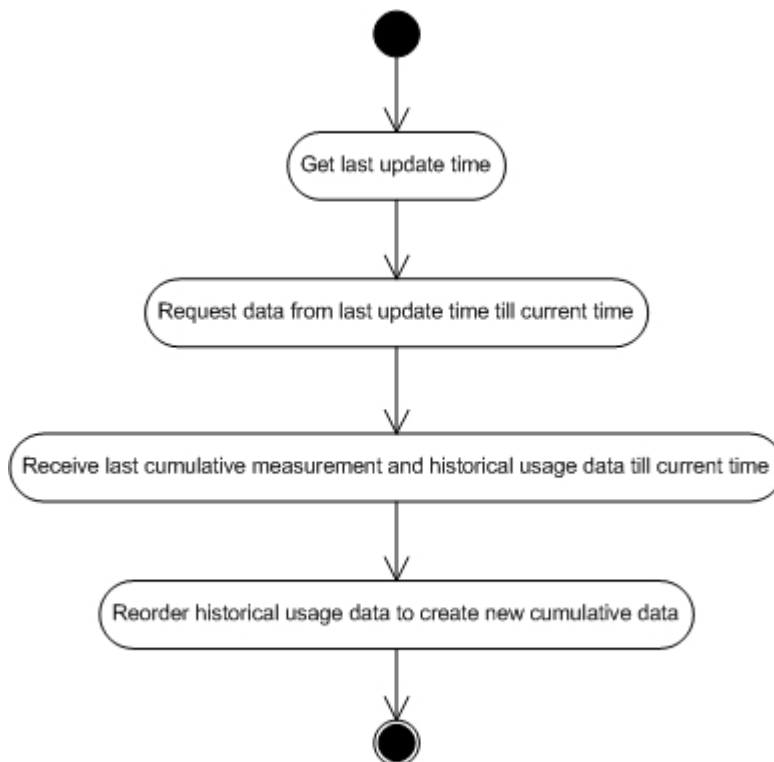 Get last update time
Request data from last update time till current time
Receive last cumulative measurement and historical usage data till current time
Reorder historical usage data to create new cumulative data